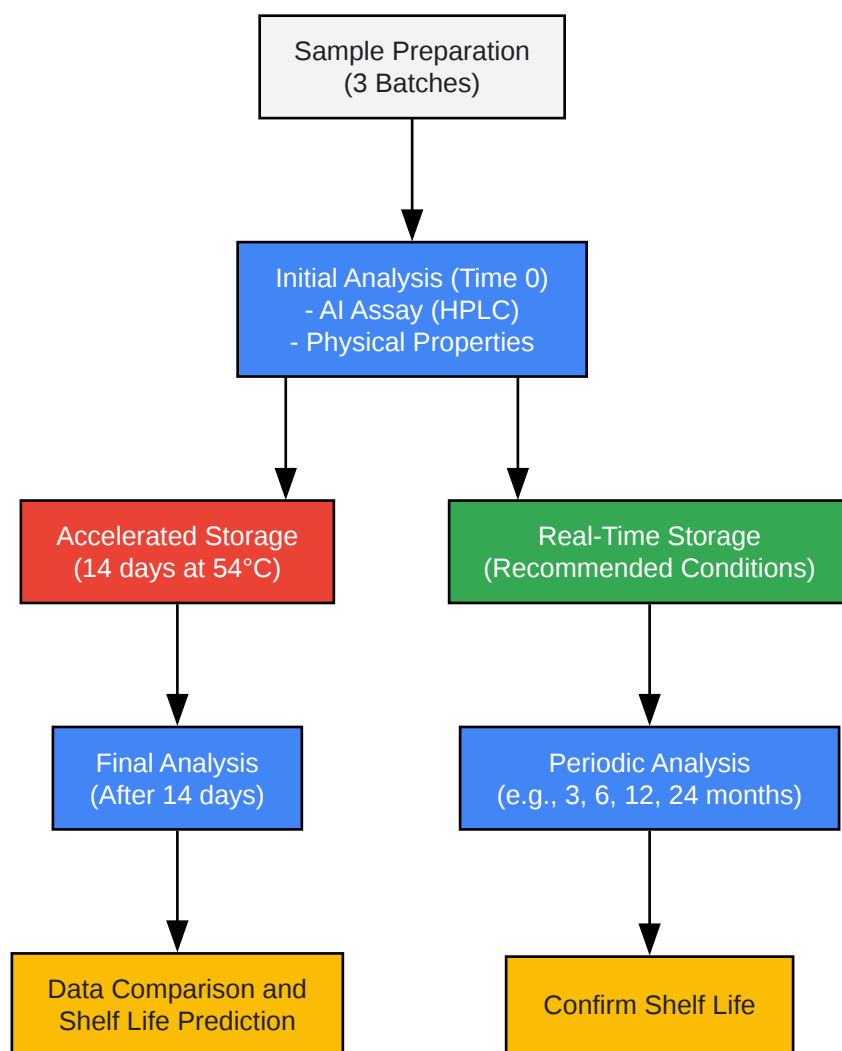 Sample Preparation
(3 Batches)
Initial Analysis (Time 0)
- AI Assay (HPLC)
- Physical Properties
Accelerated Storage
(14 days at 54°C)
Real-Time Storage
(Recommended Conditions)
Final Analysis
(After 14 days)
Periodic Analysis
(e.g., 3, 6, 12, 24 months)
Data Comparison and
Shelf Life Prediction
Confirm Shelf Life